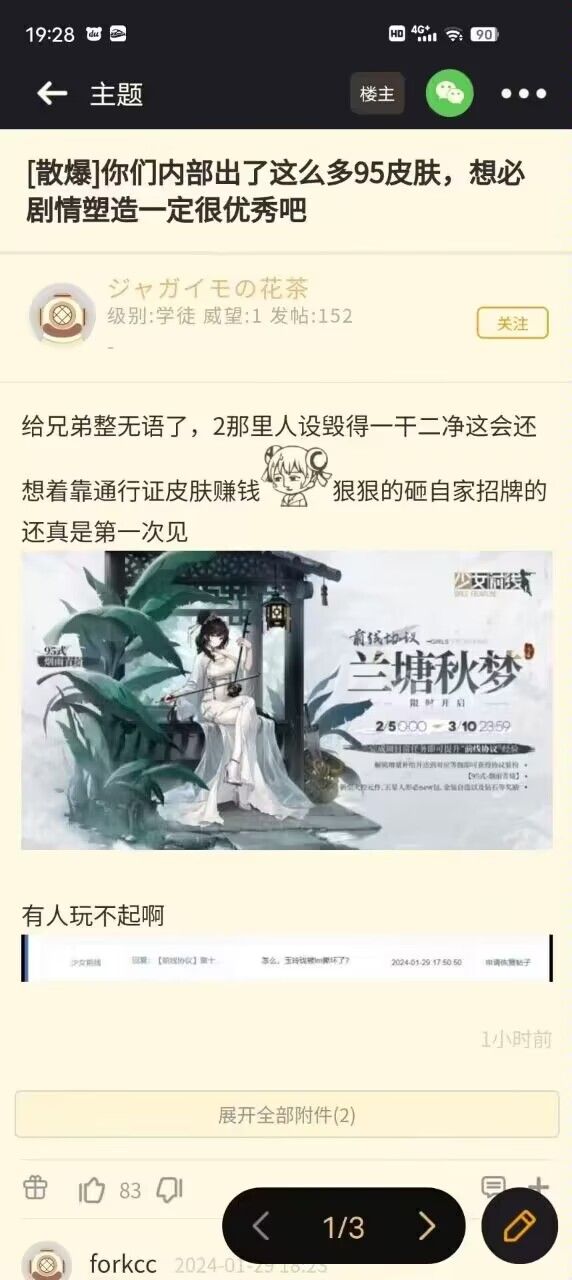 19:28
HD 4G+ 90
主题
楼主
[散爆]你们内部出了这么多95皮肤，想必
剧情塑造一定很优秀吧
ジャガイモの花茶
级别:学徒 威望:1 发帖:152
-
关注
给兄弟整无语了，2那里人设毁得一干二净这会还
想着靠通行证皮肤赚钱 狠狠的砸自家招牌的
还真是第一次见
少女前线
95式
烟雨青绮
前线协议
兰塘秋梦
限时开启
2/5 0:00 3/10 23:59
有人玩不起啊
少女前线 回复：【前线协议】第十... 怎么，玉玲珑被lm撕坏了? 2024-01-29 17:50:50 申请恢复帖子
1小时前
展开全部附件(2)
83
1/3
forkcc 2024-01-29 18:23